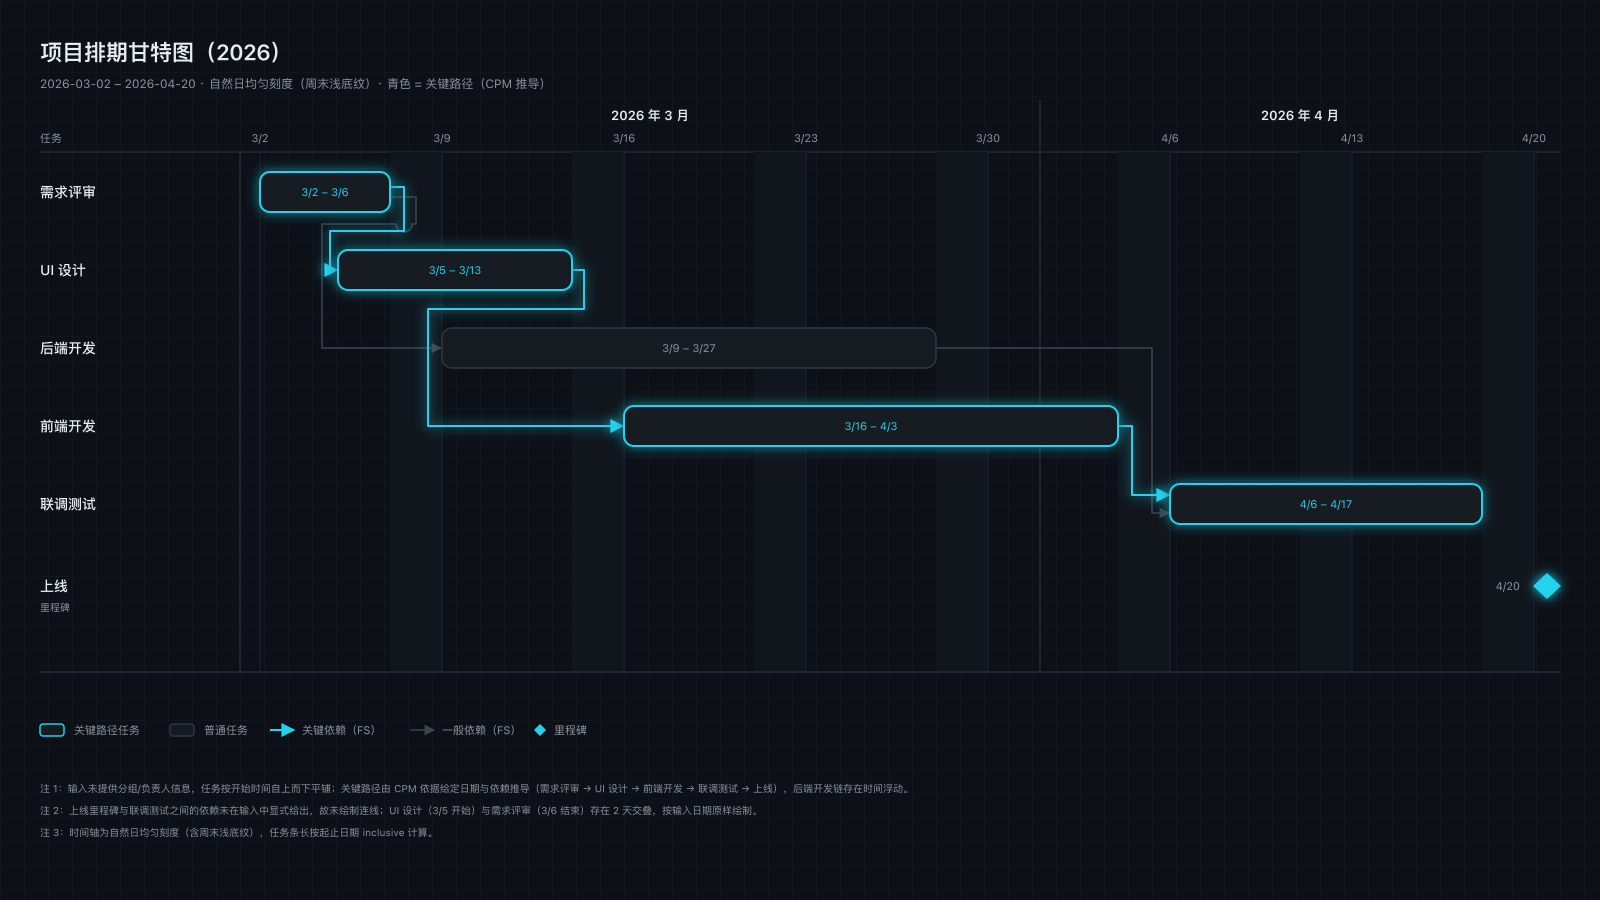 项目排期甘特图（2026）
2026-03-02 – 2026-04-20 · 自然日均匀刻度（周末浅底纹）· 青色 = 关键路径（CPM 推导）
2026 年 3 月
2026 年 4 月
任务
3/2
3/9
3/16
3/23
3/30
4/6
4/13
4/20
需求评审
3/2 – 3/6
UI 设计
3/5 – 3/13
后端开发
3/9 – 3/27
前端开发
3/16 – 4/3
联调测试
4/6 – 4/17
上线
4/20
里程碑
关键路径任务
普通任务
关键依赖（FS）
一般依赖（FS）
里程碑
注 1：输入未提供分组/负责人信息，任务按开始时间自上而下平铺；关键路径由 CPM 依据给定日期与依赖推导（需求评审 → UI 设计 → 前端开发 → 联调测试 → 上线），后端开发链存在时间浮动。
注 2：上线里程碑与联调测试之间的依赖未在输入中显式给出，故未绘制连线；UI 设计（3/5 开始）与需求评审（3/6 结束）存在 2 天交叠，按输入日期原样绘制。
注 3：时间轴为自然日均匀刻度（含周末浅底纹），任务条长按起止日期 inclusive 计算。